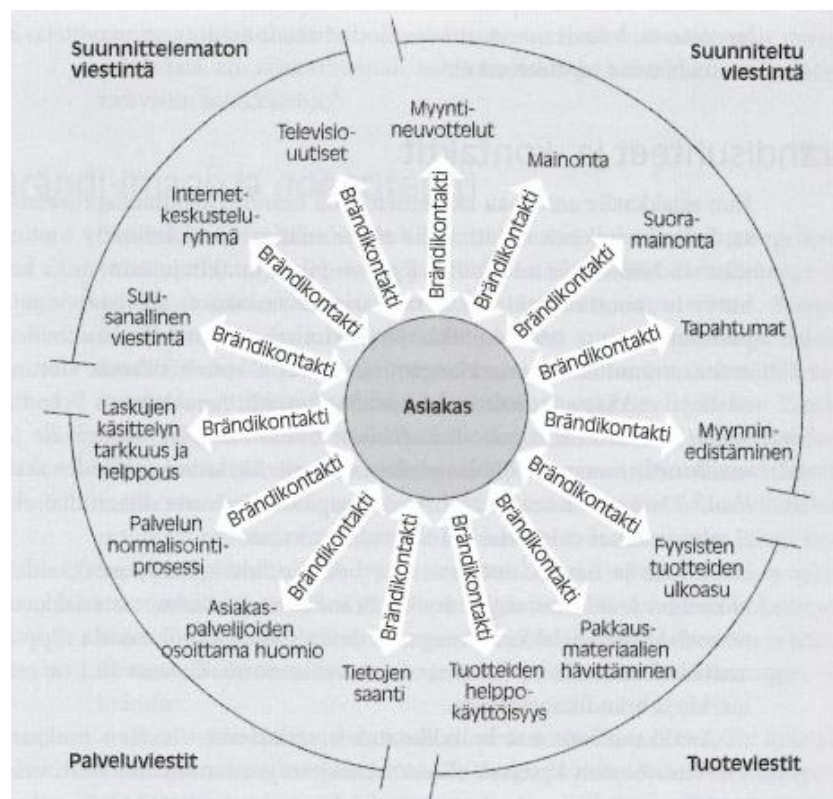 Suunnittelematon
viestintä
Suunniteltu
viestintä
Myynti-
neuvottelut
Televisio-
uutiset
Mainonta
Internet-
keskustelu-
ryhmä
Suora-
mainonta
Suu-
sanallinen
viestintä
Tapahtumat
Brändikontakti
Brändikontakti
Brändikontakti
Brändikontakti
Brändikontakti
Brändikontakti
Brändikontakti
Asiakas
Laskujen
käsittelyn
tarkkuus ja
helppous
Brändikontakti
Brändikontakti
Myynnin-
edistäminen
Palvelun
normalisointi-
prosessi
Brändikontakti
Brändikontakti
Brändikontakti
Brändikontakti
Brändikontakti
Brändikontakti
Fyysisten
tuotteiden
ulkoasu
Asiakas-
palvelijoiden
osoittama huomio
Pakkaus-
materiaalien
hävittäminen
Tietojen
saanti
Tuotteiden
helppo-
käyttöisyys
Palveluviestit
Tuoteviestit